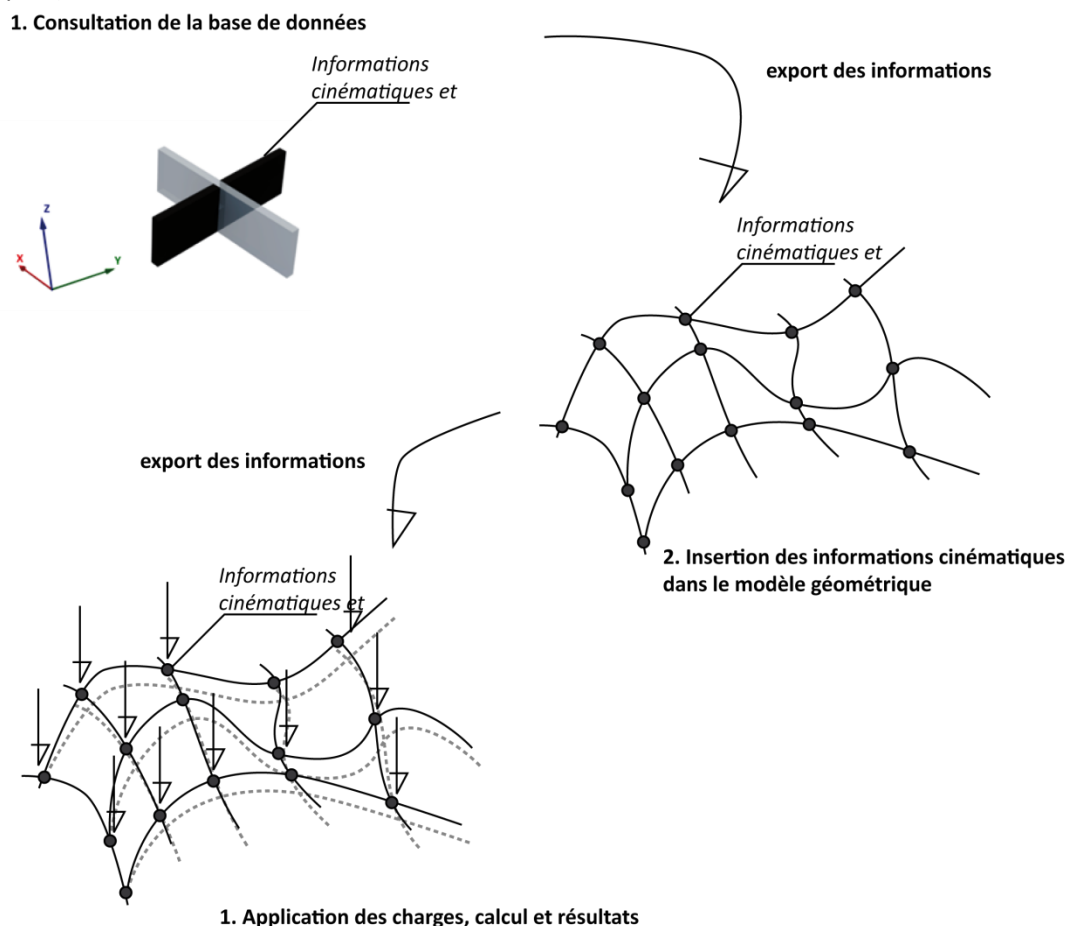 1. Consultation de la base de données
Informations
cinématiques et
export des informations
Z
X
Y
Informations
cinématiques et
export des informations
2. Insertion des informations cinématiques
dans le modèle géométrique
Informations
cinématiques et
1. Application des charges, calcul et résultats